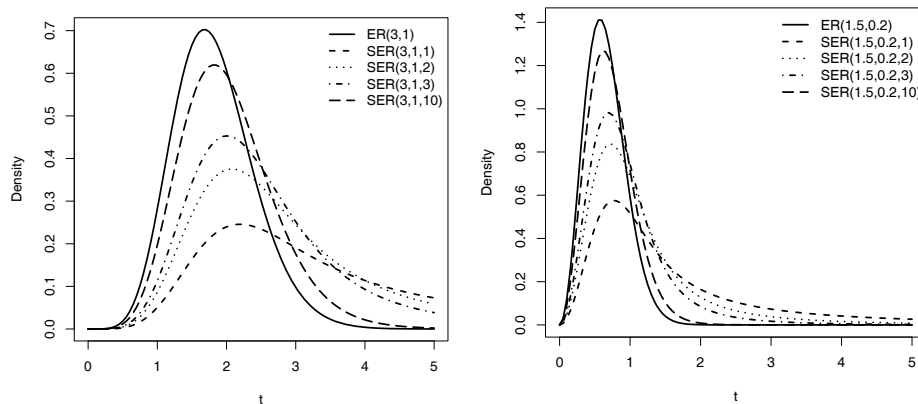 0.7
0.6
0.5
0.4
0.3
0.2
0.1
0.0
Density
ER(3,1)
SER(3,1,1)
SER(3,1,2)
SER(3,1,3)
SER(3,1,10)
0 1 2 3 4 5
t
1.4
1.2
1.0
0.8
0.6
0.4
0.2
0.0
Density
ER(1.5,0.2)
SER(1.5,0.2,1)
SER(1.5,0.2,2)
SER(1.5,0.2,3)
SER(1.5,0.2,10)
0 1 2 3 4 5
t